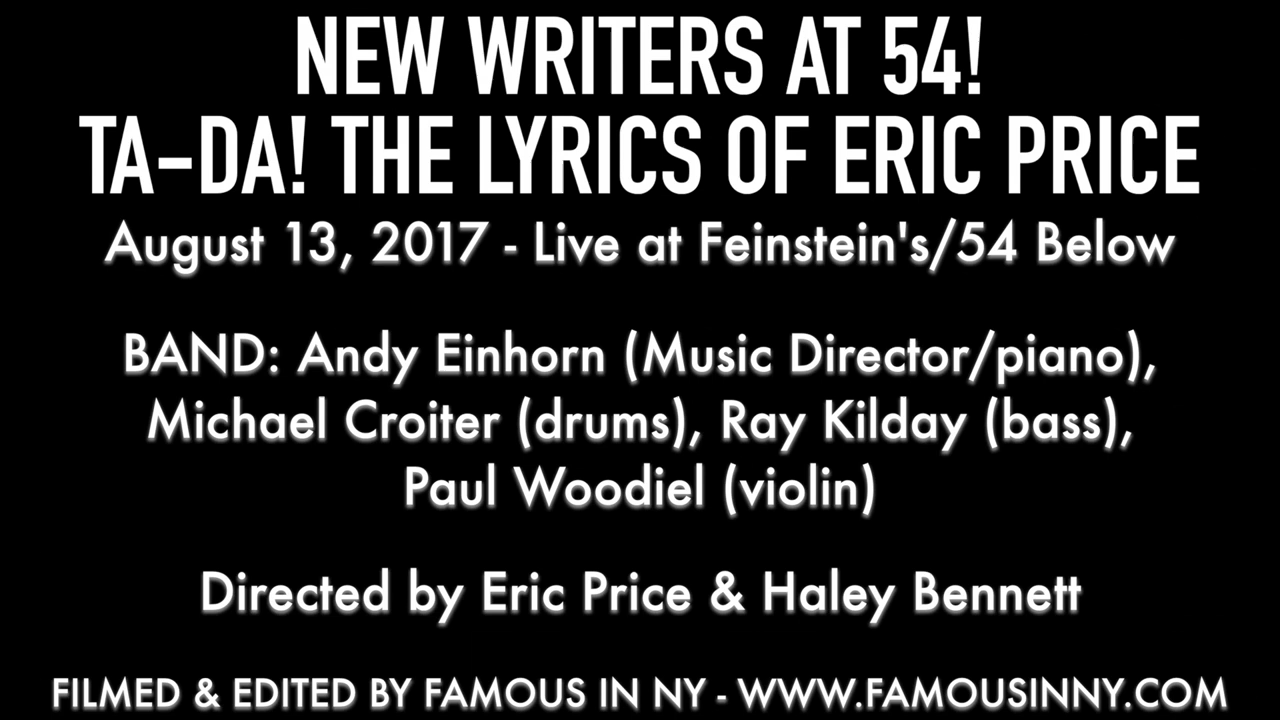 NEW WRITERS AT 54!
TA-DA! THE LYRICS OF ERIC PRICE
August 13, 2017 - Live at Feinstein's/54 Below
BAND: Andy Einhorn (Music Director/piano),
Michael Croiter (drums), Ray Kilday (bass),
Paul Woodiel (violin)
Directed by Eric Price & Haley Bennett
FILMED & EDITED BY FAMOUS IN NY - WWW.FAMOUSINNY.COM